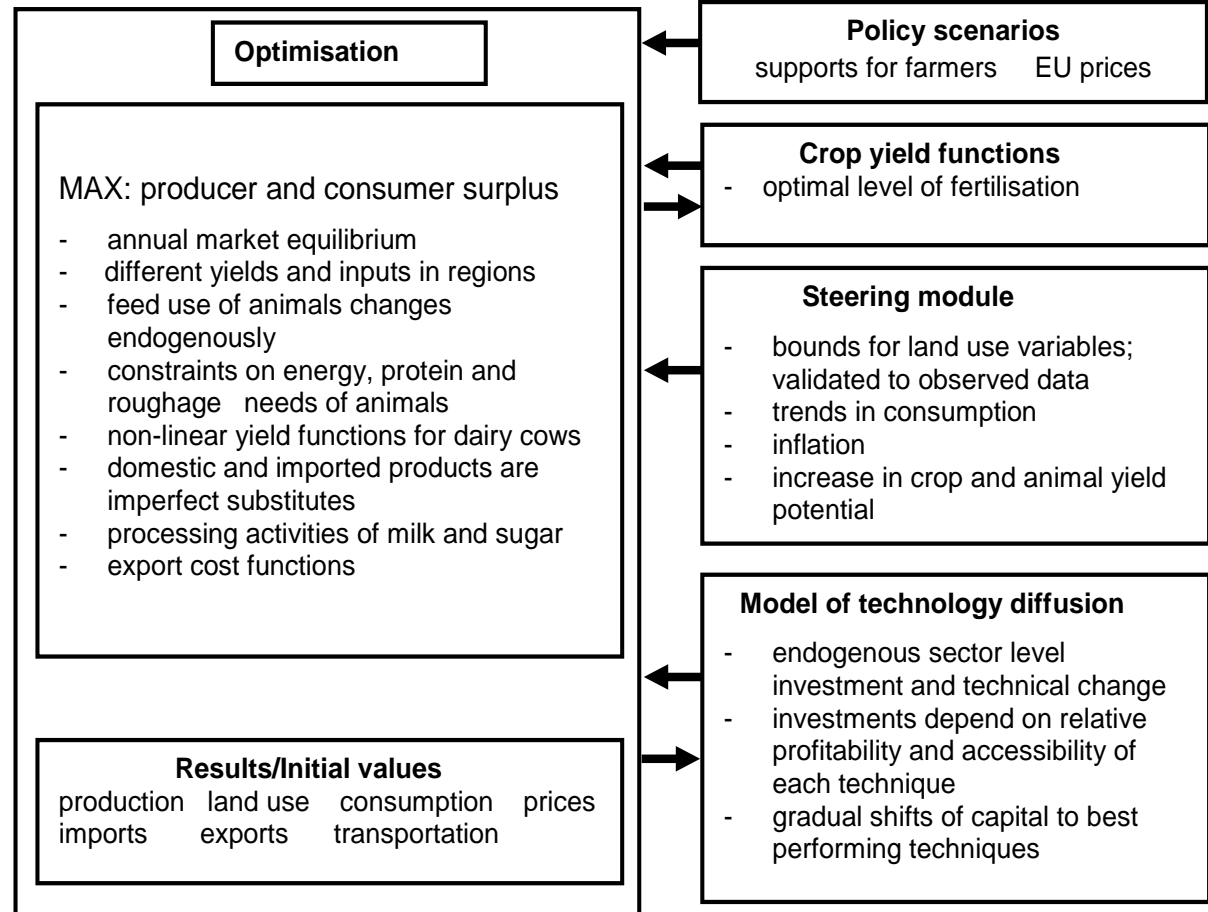 Optimisation
MAX: producer and consumer surplus
- annual market equilibrium
- different yields and inputs in regions
- feed use of animals changes
endogenously
- constraints on energy, protein and
roughage needs of animals
- non-linear yield functions for dairy cows
- domestic and imported products are
imperfect substitutes
- processing activities of milk and sugar
- export cost functions
Results/Initial values
production land use consumption prices
imports exports transportation
Policy scenarios
supports for farmers EU prices
Crop yield functions
- optimal level of fertilisation
Steering module
- bounds for land use variables;
validated to observed data
- trends in consumption
- inflation
- increase in crop and animal yield
potential
Model of technology diffusion
- endogenous sector level
investment and technical change
- investments depend on relative
profitability and accessibility of
each technique
- gradual shifts of capital to best
performing techniques